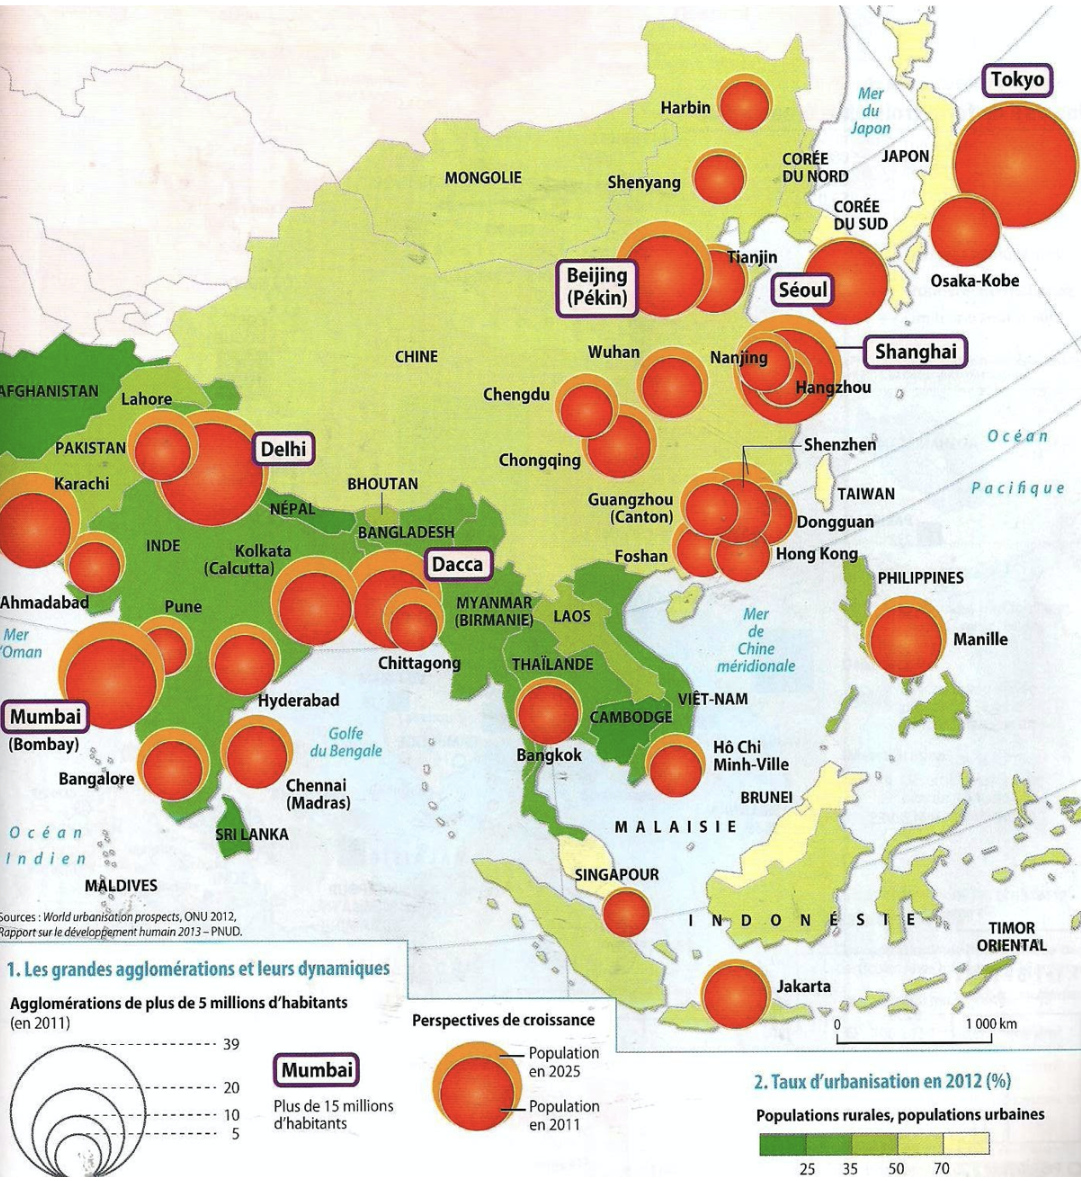 Tokyo
Mer
du
Japon
Harbin
CORÉE
DU NORD
JAPON
MONGOLIE
Shenyang
CORÉE
DU SUD
Tianjin
Beijing
(Pékin)
Séoul
Osaka-Kobe
CHINE
Wuhan
Nanjing
Shanghai
Hangzhou
AFGHANISTAN
Lahore
Chengdu
PAKISTAN
Delhi
Chongqing
Shenzhen
Océan
Pacifique
Karachi
BHOUTAN
Guangzhou
(Canton)
TAIWAN
NÉPAL
BANGLADESH
Dongguan
INDE
Kolkata
(Calcutta)
Dacca
Foshan
Hong Kong
PHILIPPINES
Ahmadabad
Pune
MYANMAR
(BIRMANIE)
LAOS
Mer
de
Chine
méridionale
Manille
Mer
d'Oman
Chittagong
THAÏLANDE
Hyderabad
VIÊT-NAM
Mumbai
(Bombay)
CAMBODGE
Golfe
du Bengale
Bangkok
Hô Chi
Minh-Ville
Bangalore
Chennai
(Madras)
BRUNEI
Océan
Indien
SRI LANKA
MALAISIE
MALDIVES
SINGAPOUR
INDONÉSIE
TIMOR
ORIENTAL
Sources : World urbanisation prospects, ONU 2012,
Rapport sur le développement humain 2013 – PNUD.
Jakarta
0 1 000 km
1. Les grandes agglomérations et leurs dynamiques
Agglomérations de plus de 5 millions d'habitants
(en 2011)
39
20
10
5
Mumbai
Plus de 15 millions
d'habitants
Perspectives de croissance
Population
en 2025
Population
en 2011
2. Taux d'urbanisation en 2012 (%)
Populations rurales, populations urbaines
25 35 50 70